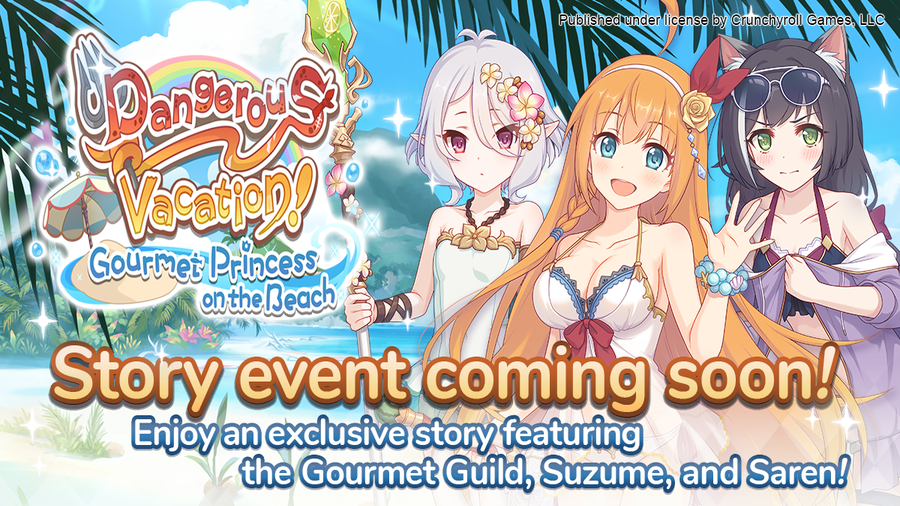 Published under license by Crunchyroll Games, LLC
Dangerous
Vacation!
Gourmet Princess
on the Beach
Story event coming soon!
Enjoy an exclusive story featuring
the Gourmet Guild, Suzume, and Saren!